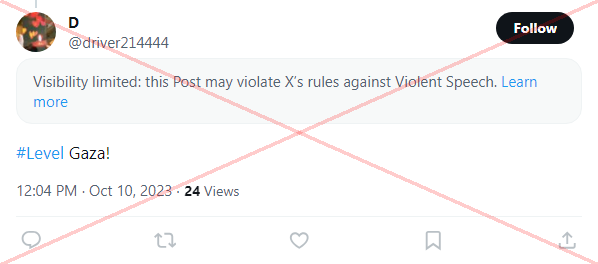 D
@driver214444
Follow
Visibility limited: this Post may violate X's rules against Violent Speech. Learn
more
#Level Gaza!
12:04 PM · Oct 10, 2023 · 24 Views